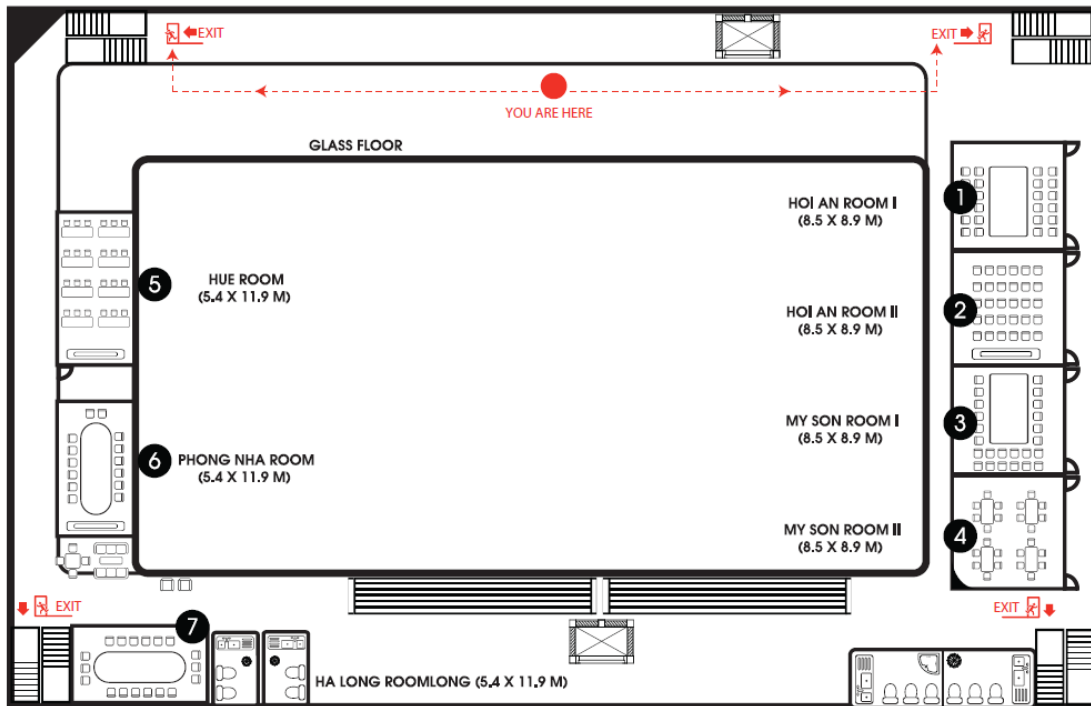 EXIT
EXIT
YOU ARE HERE
GLASS FLOOR
1
HOI AN ROOM I
(8.5 X 8.9 M)
5
HUE ROOM
(5.4 X 11.9 M)
2
HOI AN ROOM II
(8.5 X 8.9 M)
3
MY SON ROOM I
(8.5 X 8.9 M)
6
PHONG NHA ROOM
(5.4 X 11.9 M)
4
MY SON ROOM II
(8.5 X 8.9 M)
EXIT
EXIT
7
HA LONG ROOMLONG (5.4 X 11.9 M)